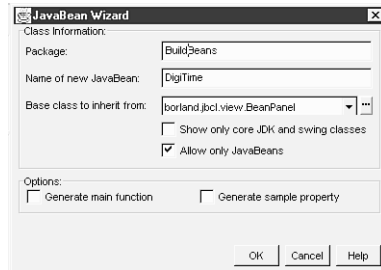 JavaBean Wizard
Class Information:
Package:
BuildBeans
Name of new JavaBean:
DigiTime
Base class to inherit from:
borland.jbcl.view.BeanPanel
...
Show only core JDK and swing classes
Allow only JavaBeans
Options:
Generate main function
Generate sample property
OK
Cancel
Help